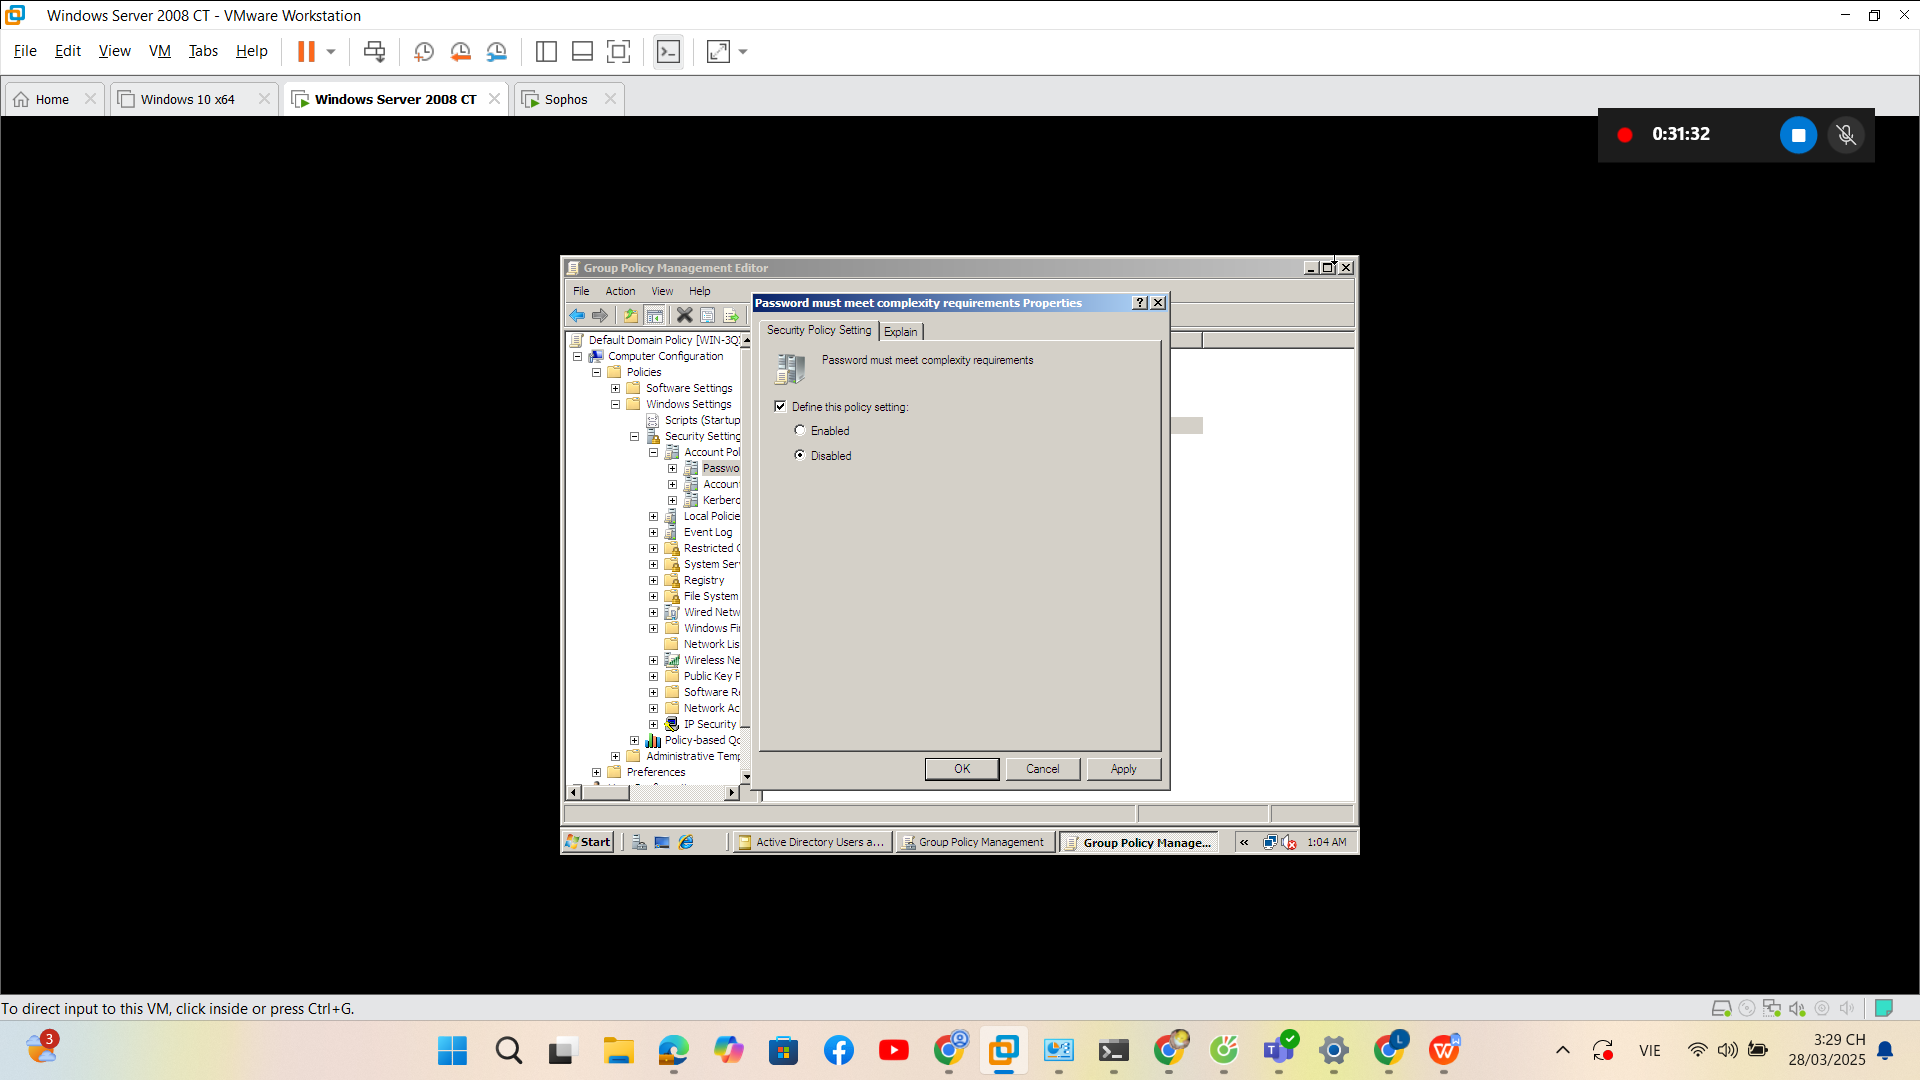 Windows Server 2008 CT - VMware Workstation
File Edit View VM Tabs Help
Home
Windows 10 x64
Windows Server 2008 CT
Sophos
0:31:32
Group Policy Management Editor
File Action View Help
Password must meet complexity requirements Properties
Security Policy Setting
Explain
Password must meet complexity requirements
Define this policy setting:
Enabled
Disabled
OK
Cancel
Apply
Default Domain Policy [WIN-3Q
Computer Configuration
Policies
Software Settings
Windows Settings
Scripts (Startup
Security Setting
Account Pol
Passwo
Accoun
Kerbero
Local Policie
Event Log
Restricted
System Ser
Registry
File System
Wired Netw
Windows Fi
Network Lis
Wireless Ne
Public Key P
Software R
Network Ac
IP Security
Policy-based Qo
Administrative Temp
Preferences
Start
Active Directory Users a...
Group Policy Management
Group Policy Manage...
«
1:04 AM
To direct input to this VM, click inside or press Ctrl+G.
3
L
VIE
3:29 CH
28/03/2025